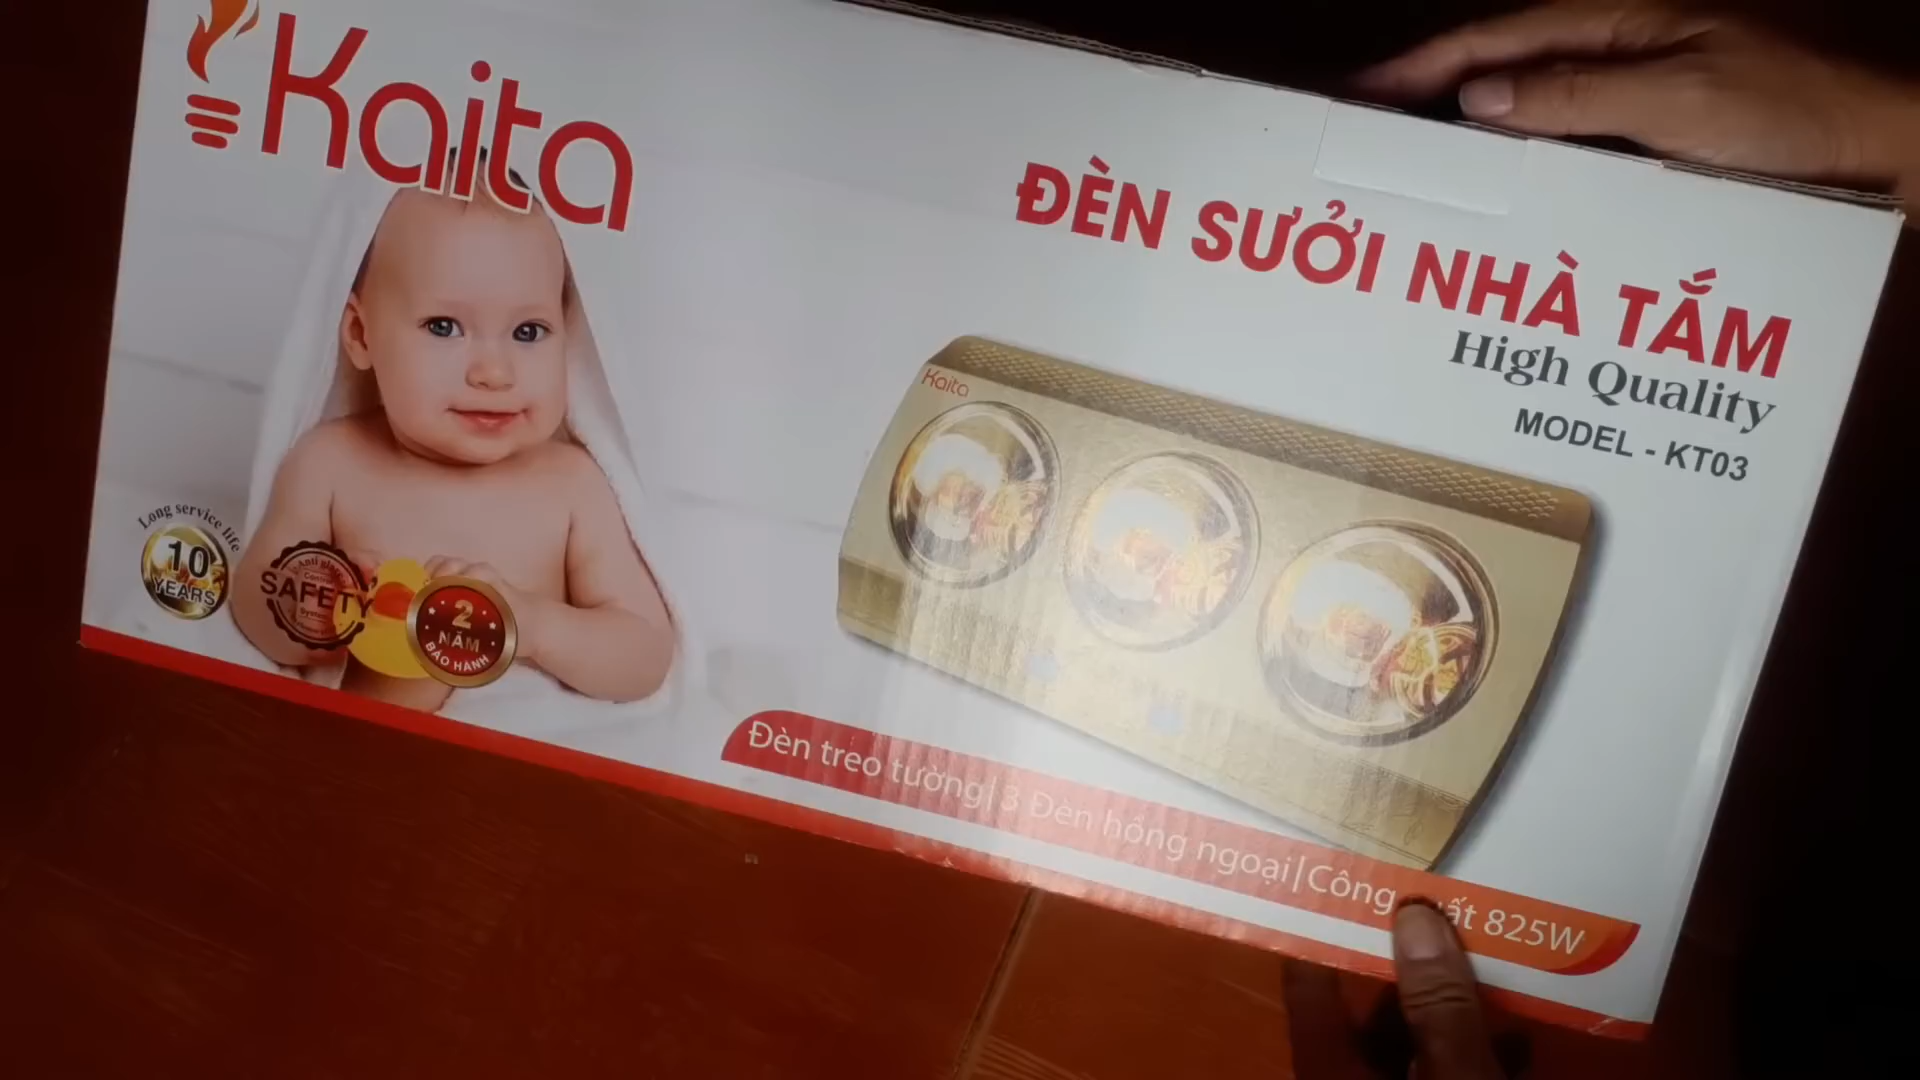 Kaita
ĐÈN SƯỞI NHÀ TẮM
High Quality
MODEL - KT03
Kaita
Long service life
10
YEARS
SAFETY
2
NĂM
BẢO HÀNH
Đèn treo tường|3 Đèn hồng ngoại|Công 825W